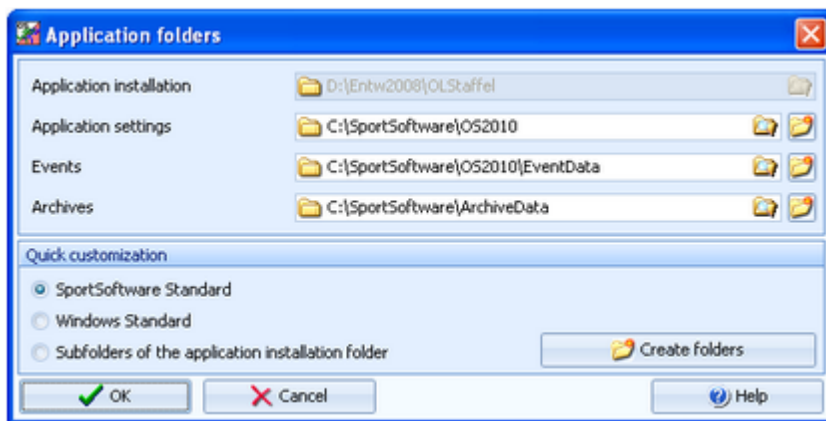 Application folders
Application installation D:\Entw2008\OLStaffel
Application settings C:\SportSoftware\OS2010
Events C:\SportSoftware\OS2010\EventData
Archives C:\SportSoftware\ArchiveData
Quick customization
SportSoftware Standard
Windows Standard
Subfolders of the application installation folder Create folders
OK Cancel Help